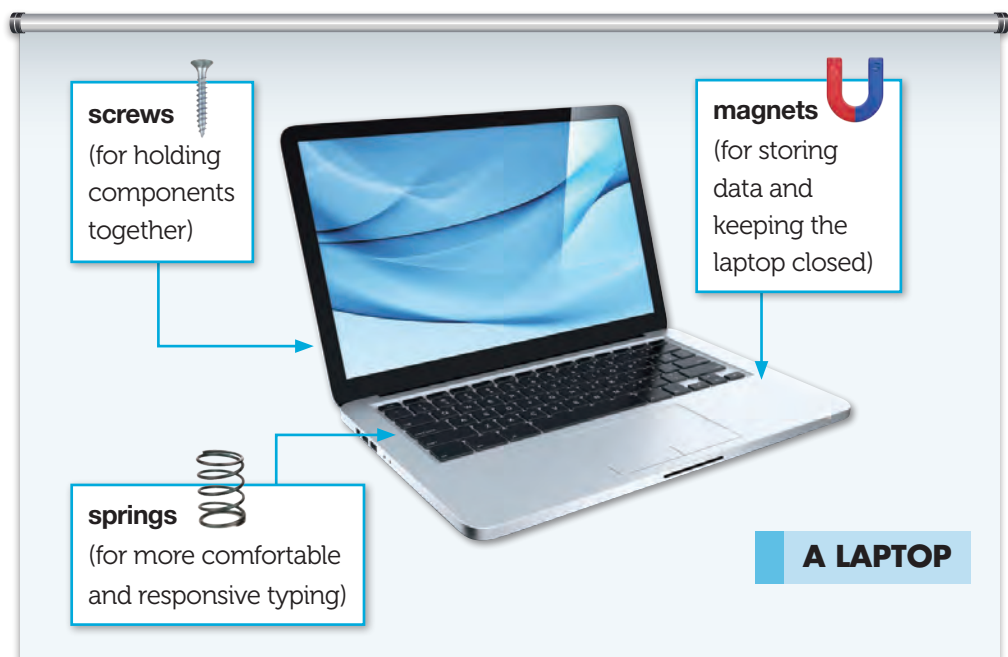 screws
(for holding
components
together)
magnets
(for storing
data and
keeping the
laptop closed)
springs
(for more comfortable
and responsive typing)
A LAPTOP